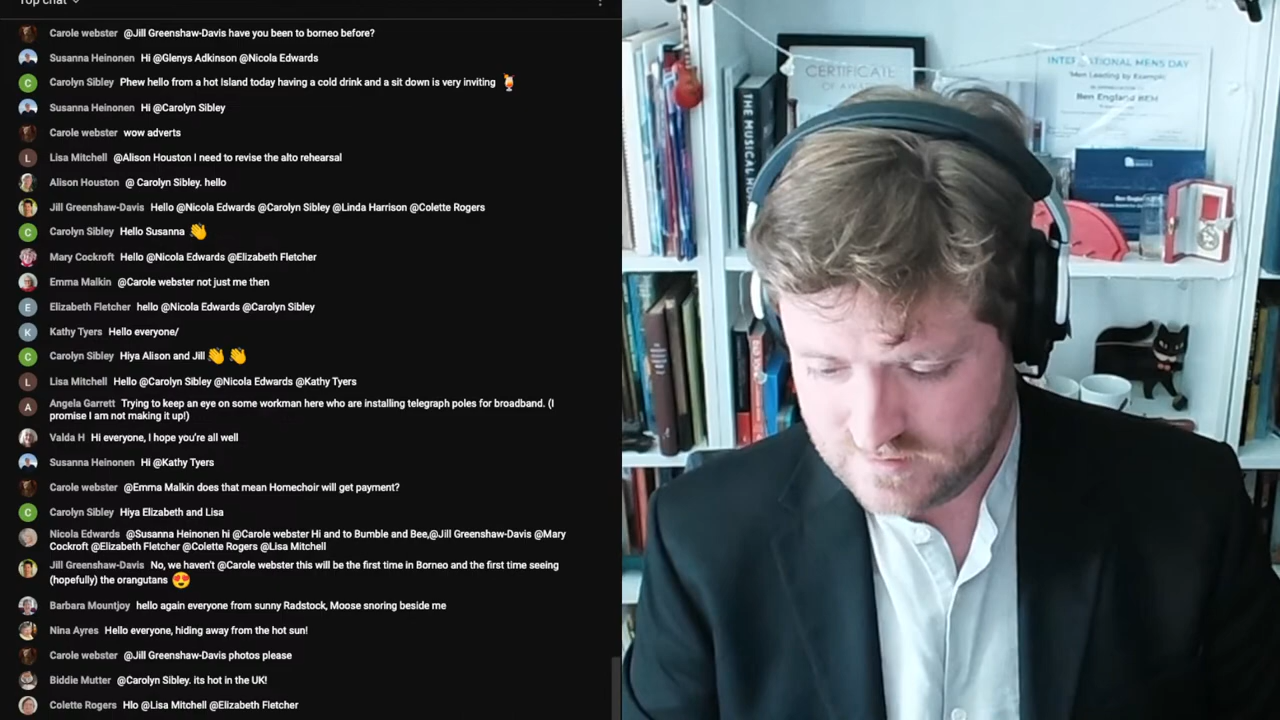 Top chat
Carole webster @Jill Greenshaw-Davis have you been to borneo before?
Susanna Heinonen Hi @Glenys Adkinson @Nicola Edwards
Carolyn Sibley Phew hello from a hot Island today having a cold drink and a sit down is very inviting
Susanna Heinonen Hi @Carolyn Sibley
Carole webster wow adverts
Lisa Mitchell @Alison Houston I need to revise the alto rehearsal
Alison Houston @ Carolyn Sibley. hello
Jill Greenshaw-Davis Hello @Nicola Edwards @Carolyn Sibley @Linda Harrison @Colette Rogers
C Carolyn Sibley Hello Susanna 👋
Mary Cockroft Hello @Nicola Edwards @Elizabeth Fletcher
Emma Malkin @Carole webster not just me then
E Elizabeth Fletcher hello @Nicola Edwards @Carolyn Sibley
K Kathy Tyers Hello everyone/
C Carolyn Sibley Hiya Alison and Jill 👋 👋
L Lisa Mitchell Hello @Carolyn Sibley @Nicola Edwards @Kathy Tyers
A Angela Garrett Trying to keep an eye on some workman here who are installing telegraph poles for broadband. (I
promise I am not making it up!)
Valda H Hi everyone, I hope you're all well
Susanna Heinonen Hi @Kathy Tyers
Carole webster @Emma Malkin does that mean Homechoir will get payment?
C Carolyn Sibley Hiya Elizabeth and Lisa
Nicola Edwards @Susanna Heinonen hi @Carole webster Hi and to Bumble and Bee,@Jill Greenshaw-Davis @Mary
Cockroft @Elizabeth Fletcher @Colette Rogers @Lisa Mitchell
Jill Greenshaw-Davis No, we haven't @Carole webster this will be the first time in Borneo and the first time seeing
(hopefully) the orangutans 😍
Barbara Mountjoy hello again everyone from sunny Radstock, Moose snoring beside me
Nina Ayres Hello everyone, hiding away from the hot sun!
Carole webster @Jill Greenshaw-Davis photos please
Biddie Mutter @Carolyn Sibley. its hot in the UK!
Colette Rogers Hlo @Lisa Mitchell @Elizabeth Fletcher
CERTIFICATE
THE MUSICAL
INTERNATIONAL MENS DAY
'Men Leading by Example'
Ben England BEM